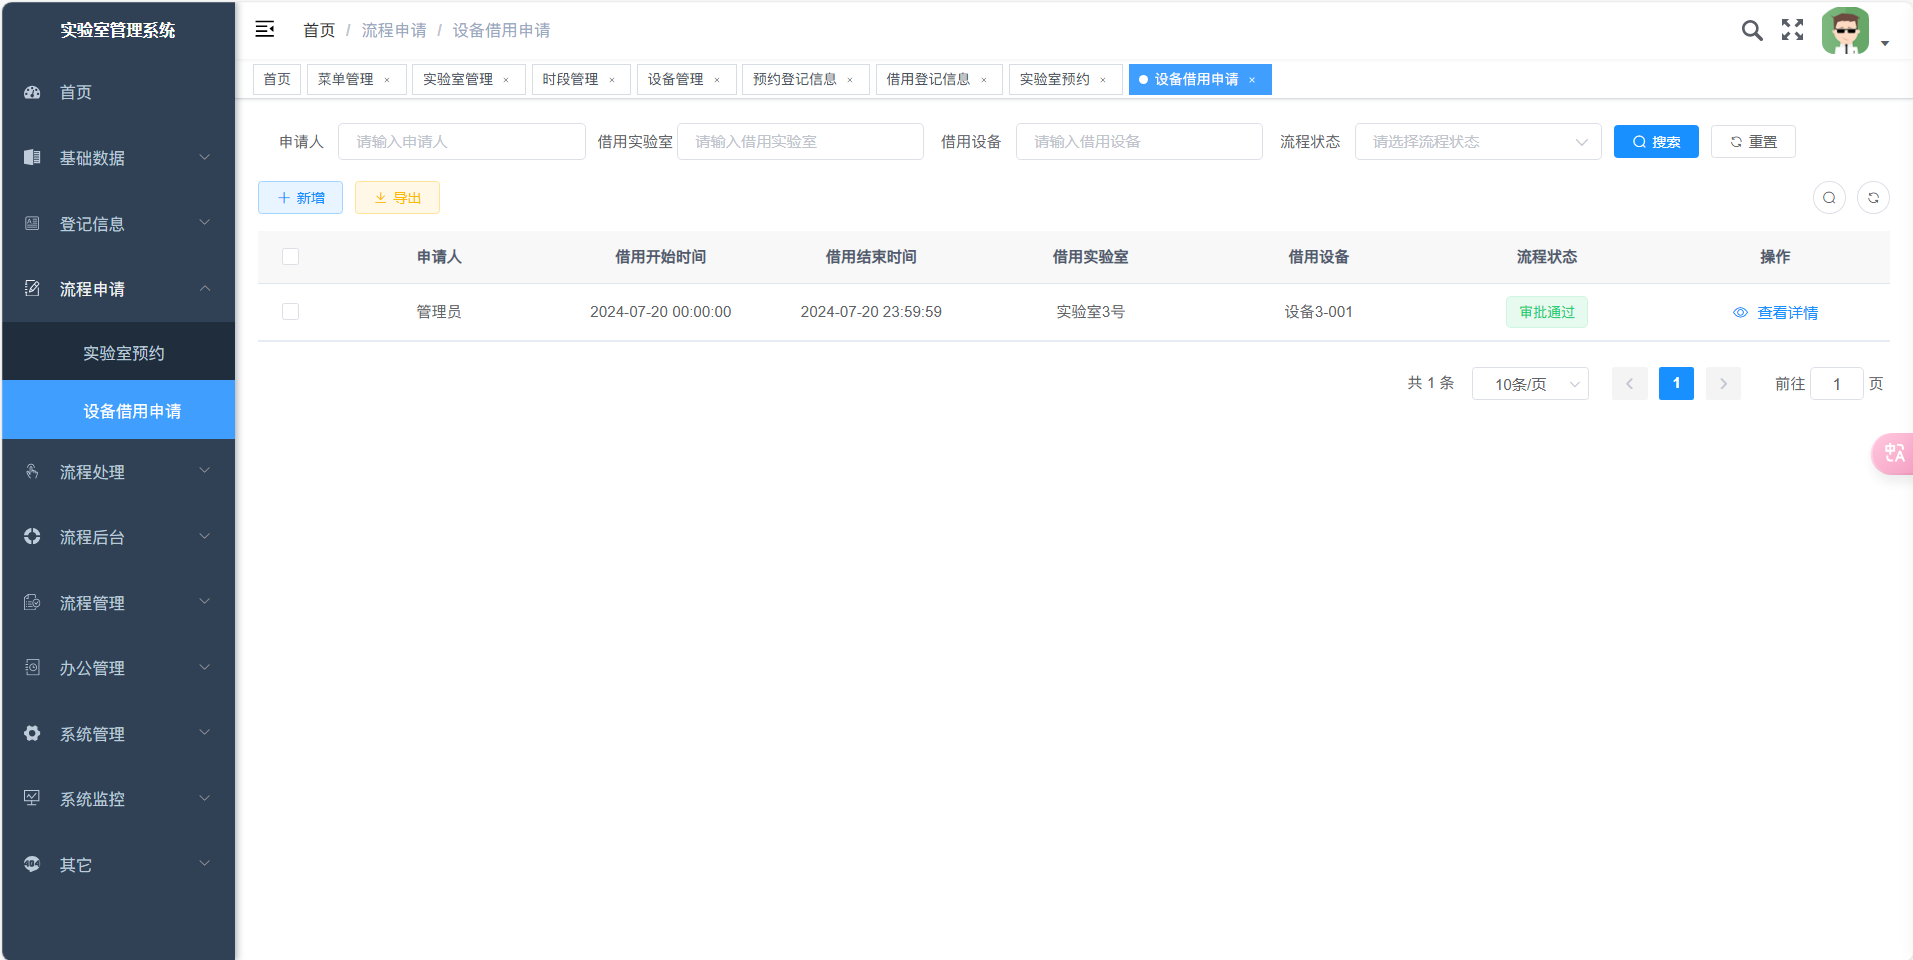 实验室管理系统
首页
基础数据
登记信息
流程申请
实验室预约
设备借用申请
流程处理
流程后台
流程管理
办公管理
系统管理
系统监控
404
其它
首页 / 流程申请 / 设备借用申请
首页 菜单管理 × 实验室管理 × 时段管理 × 设备管理 × 预约登记信息 × 借用登记信息 × 实验室预约 × 设备借用申请 ×
申请人 请输入申请人 借用实验室 请输入借用实验室 借用设备 请输入借用设备 流程状态 请选择流程状态 搜索 重置
新增 导出
申请人 借用开始时间 借用结束时间 借用实验室 借用设备 流程状态 操作
管理员 2024-07-20 00:00:00 2024-07-20 23:59:59 实验室3号 设备3-001 审批通过 查看详情
共 1 条 10条/页 1 前往 1 页
中A